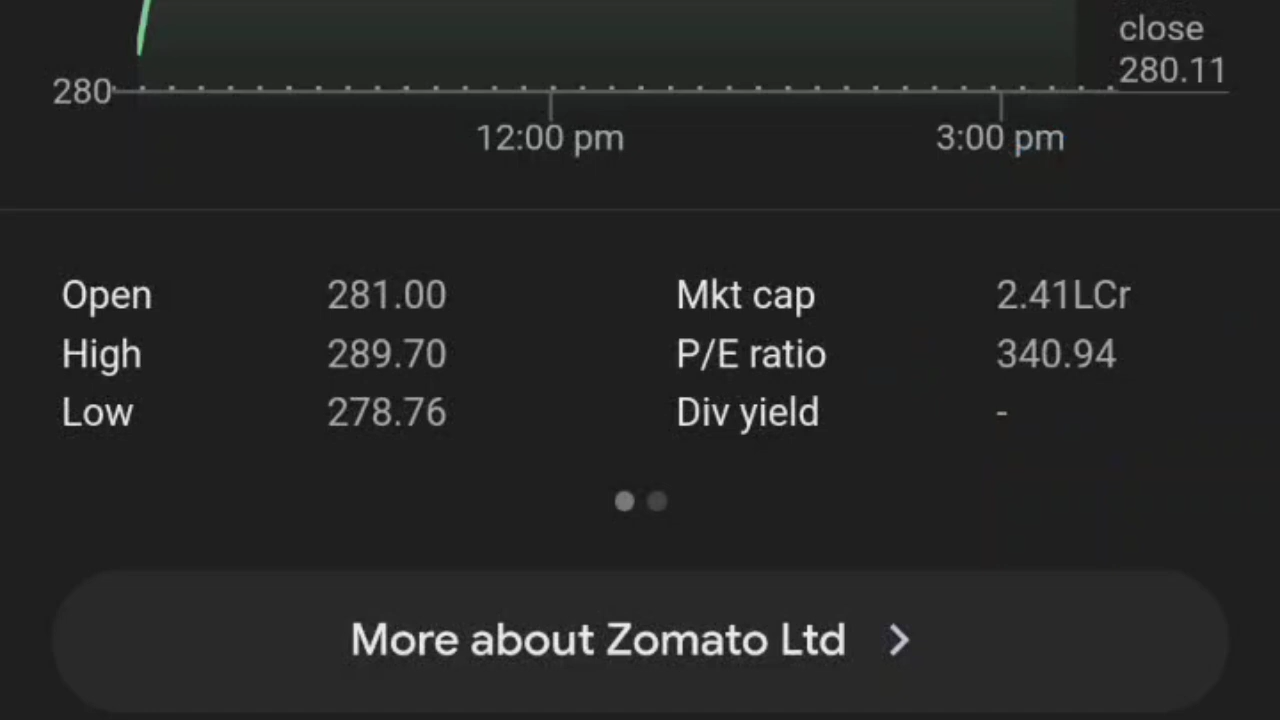 close
280.11
280
12:00 pm 3:00 pm
Open 281.00 Mkt cap 2.41LCr
High 289.70 P/E ratio 340.94
Low 278.76 Div yield -
More about Zomato Ltd